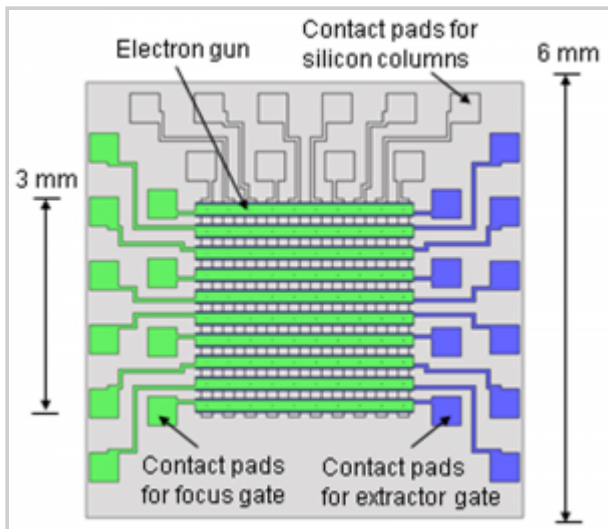 Electron gun
Contact pads for
silicon columns
6 mm
3 mm
Contact pads
for focus gate
Contact pads
for extractor gate